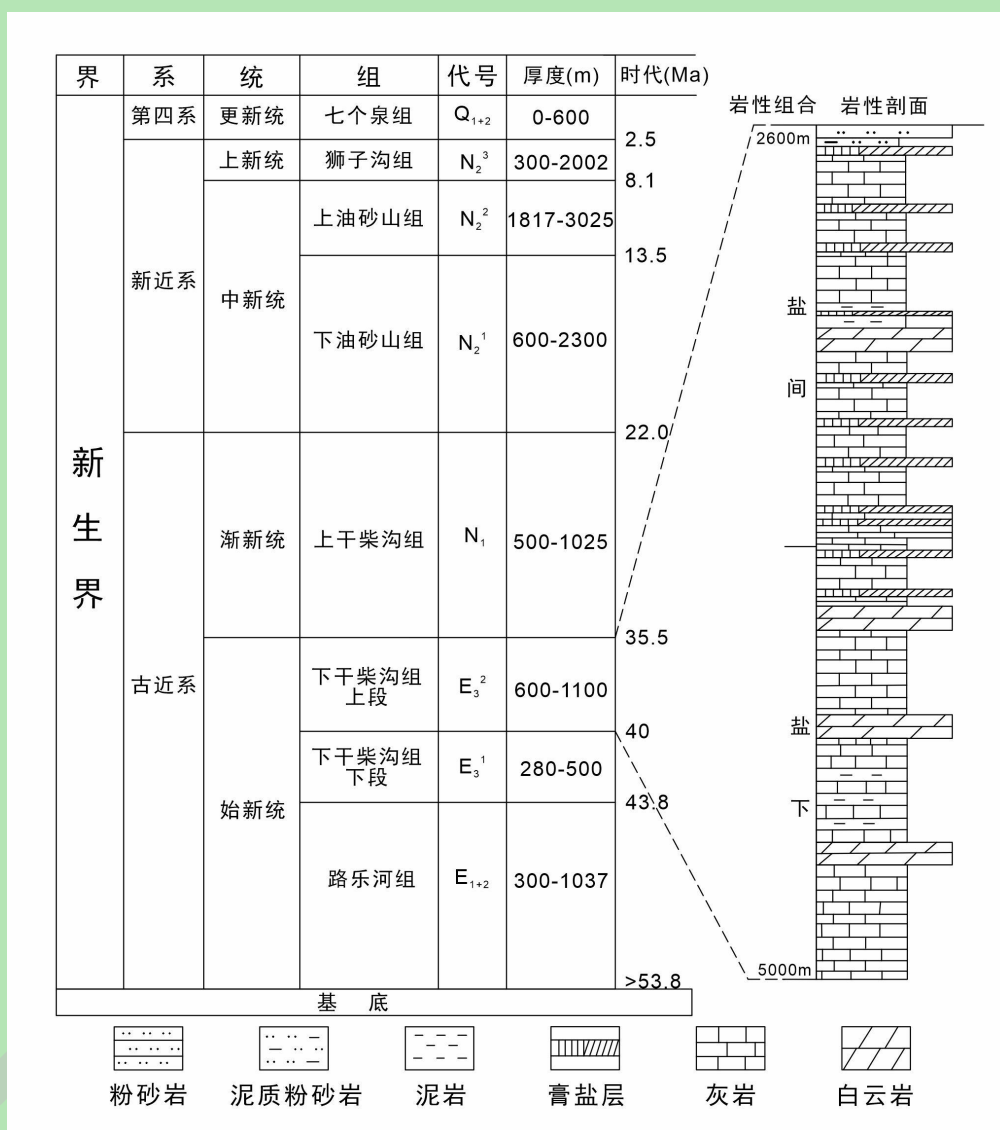 界 系 统 组 代号 厚度(m) 时代(Ma)
岩性组合 岩性剖面
第四系 更新统 七个泉组 Q₁₊₂ 0-600
2.5
2600m
上新统 狮子沟组 N₂³ 300-2002
8.1
上油砂山组 N₂² 1817-3025
13.5
新近系
中新统
盐
下油砂山组 N₂¹ 600-2300
间
22.0
新
生
界
渐新统 上干柴沟组 N₁ 500-1025
35.5
古近系
下干柴沟组
上段
E₃² 600-1100
盐
40
下干柴沟组
下段
E₃¹ 280-500
43.8
下
始新统
路乐河组 E₁₊₂ 300-1037
5000m
>53.8
基 底
粉砂岩 泥质粉砂岩 泥岩 膏盐层 灰岩 白云岩